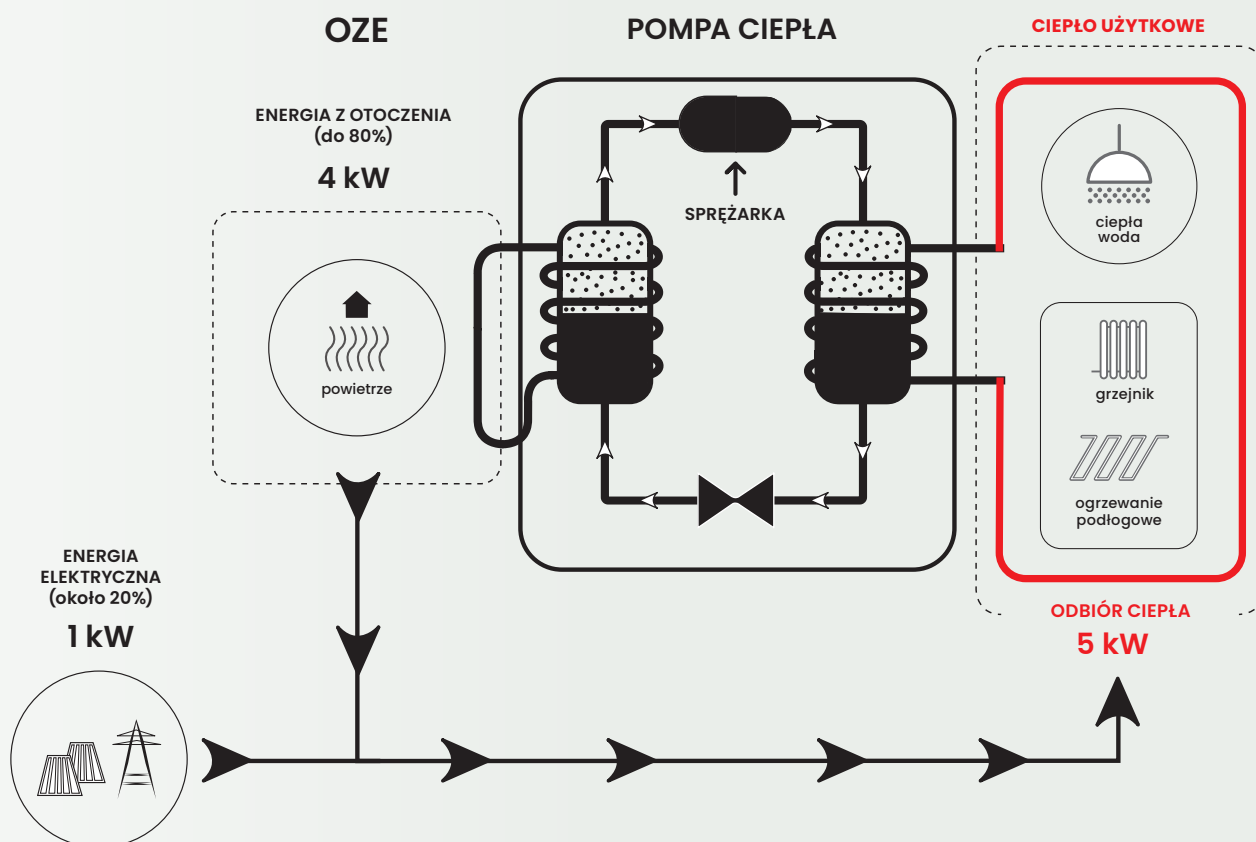 OZE
POMPA CIEPŁA
CIEPŁO UŻYTKOWE
ENERGIA Z OTOCZENIA
(do 80%)
4 kW
SPRĘŻARKA
powietrze
ciepła
woda
grzejnik
ogrzewanie
podłogowe
ENERGIA
ELEKTRYCZNA
(około 20%)
1 kW
ODBIÓR CIEPŁA
5 kW